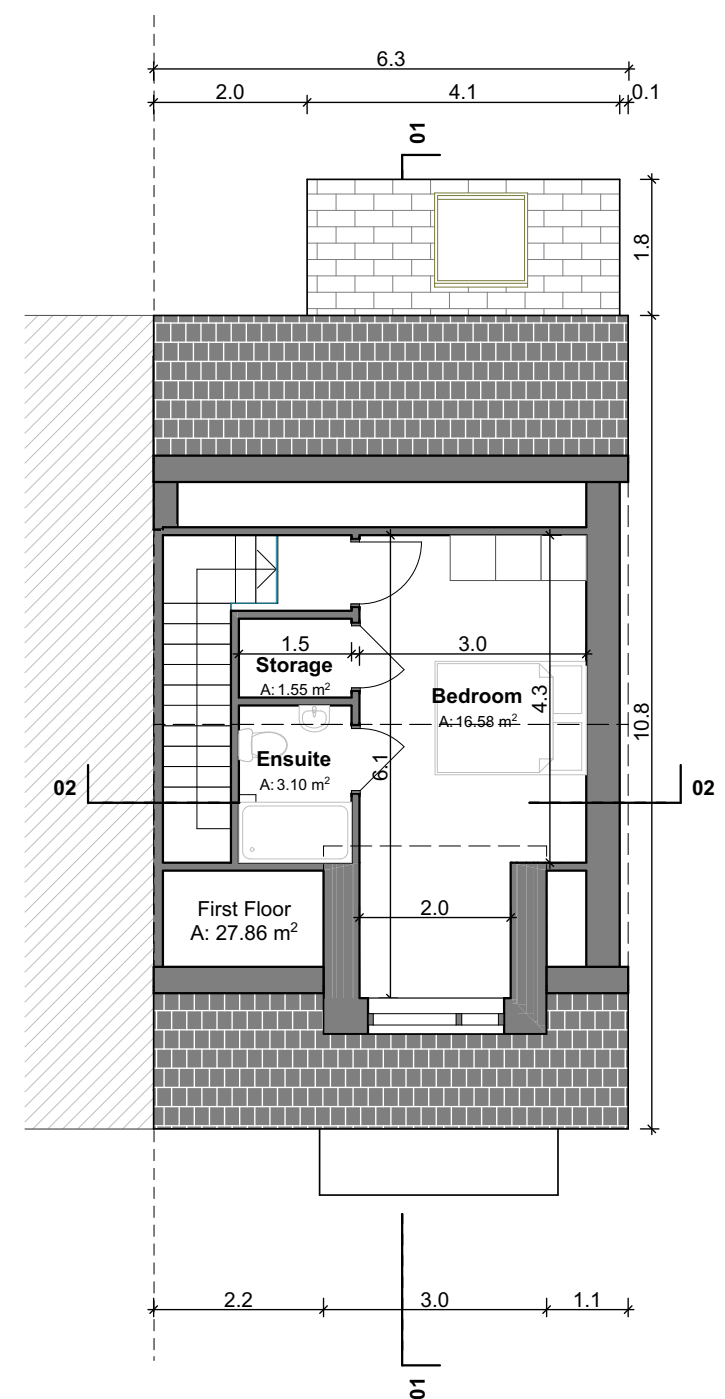 6.3
2.0
4.1
0.1
01
1.8
1.5
3.0
Storage
A: 1.55 m²
Bedroom
A: 16.58 m²
4.3
10.8
Ensuite
A: 3.10 m²
6.1
02
02
First Floor
A: 27.86 m²
2.0
2.2
3.0
1.1
01